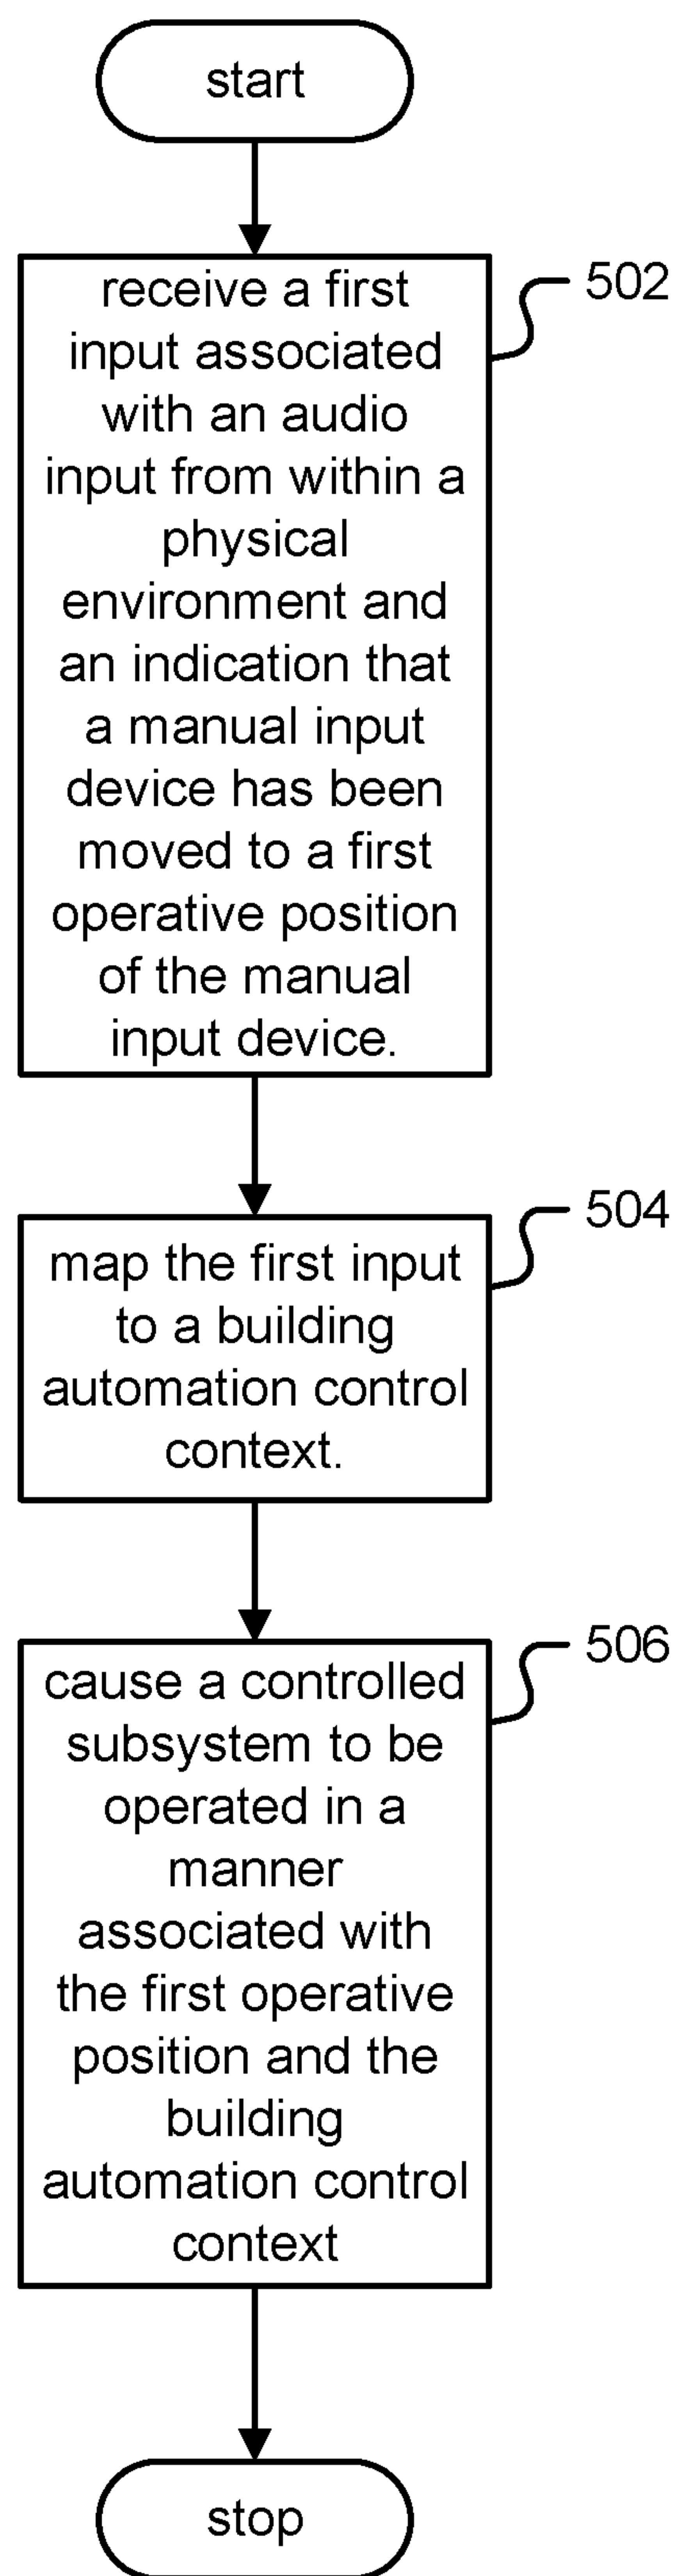 start
receive a first
502
input associated
with an audio
input from within a
physical
environment and
an indication that
a manual input
device has been
moved to a first
operative position
of the manual
input device.
504
map the first input
to a building
automation control
context.
506
cause a controlled
subsystem to be
operated in a
manner
associated with
the first operative
position and the
building
automation control
context
stop